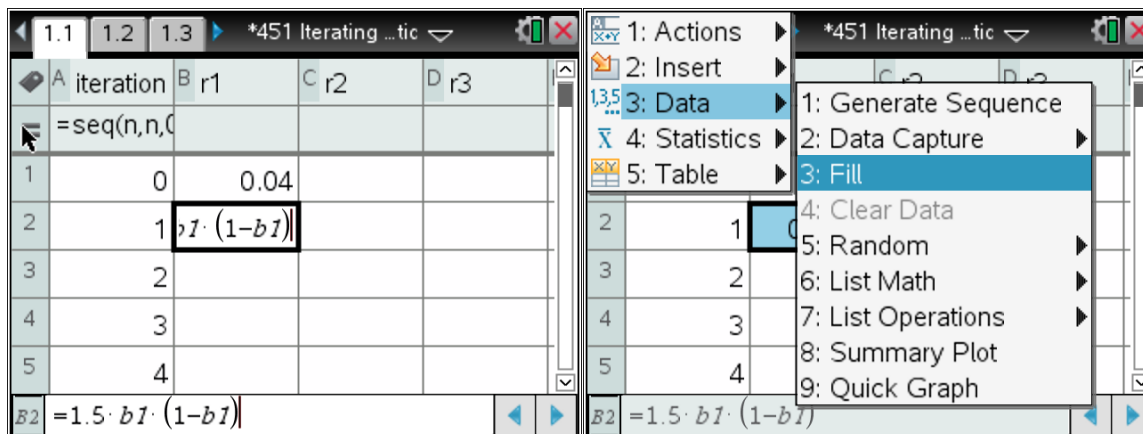 1.1 1.2 1.3 *451 Iterating ...tic
A iteration B r1 C r2 D r3
=seq(n,n,0
1 0 0.04
2 1 b1·(1−b1)
3 2
4 3
5 4
B2 =1.5·b1·(1−b1)
*451 Iterating ...tic
1: Actions
2: Insert
3: Data
4: Statistics
5: Table
1: Generate Sequence
2: Data Capture
3: Fill
4: Clear Data
5: Random
6: List Math
7: List Operations
8: Summary Plot
9: Quick Graph
2 1 0
3 2
4 3
5 4
B2 =1.5·b1·(1−b1)